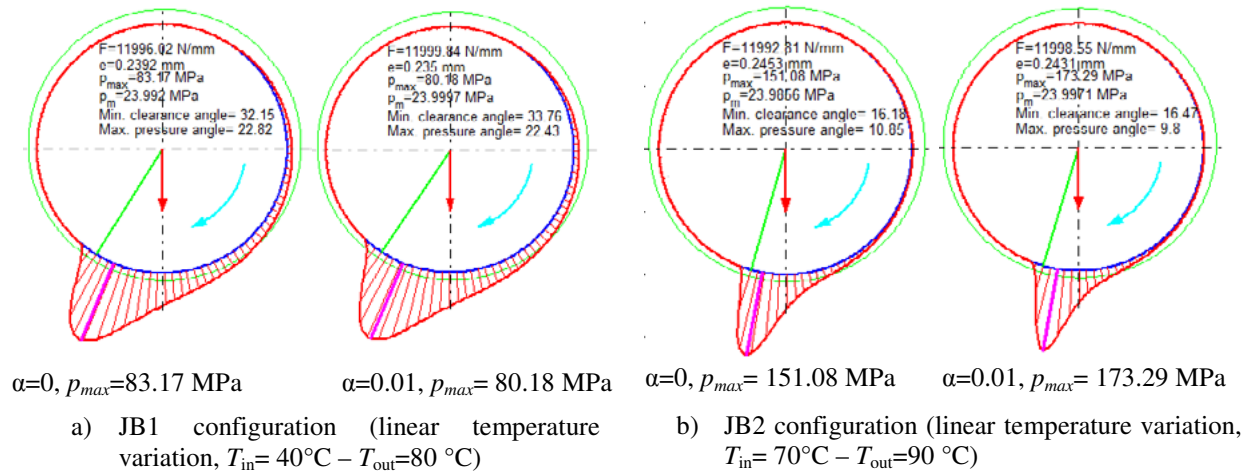 F=11996.02 N/mm
e=0.2392 mm
pmax=83.17 MPa
pm=23.992 MPa
Min. clearance angle= 32.15
Max. pressure angle= 22.82
F=11999.84 N/mm
e=0.235 mm
pmax=80.18 MPa
pm=23.9997 MPa
Min. clearance angle= 33.76
Max. pressure angle= 22.43
F=11992.81 N/mm
e=0.2453 mm
pmax=151.08 MPa
pm=23.9856 MPa
Min. clearance angle= 16.18
Max. pressure angle= 10.85
F=11998.55 N/mm
e=0.2431 mm
pmax=173.29 MPa
pm=23.9971 MPa
Min. clearance angle= 16.47
Max. pressure angle= 9.8
α=0, pmax=83.17 MPa
α=0.01, pmax= 80.18 MPa
α=0, pmax= 151.08 MPa
α=0.01, pmax= 173.29 MPa
a) JB1 configuration (linear temperature
variation, Tin= 40°C – Tout=80 °C)
b) JB2 configuration (linear temperature variation,
Tin= 70°C – Tout=90 °C)